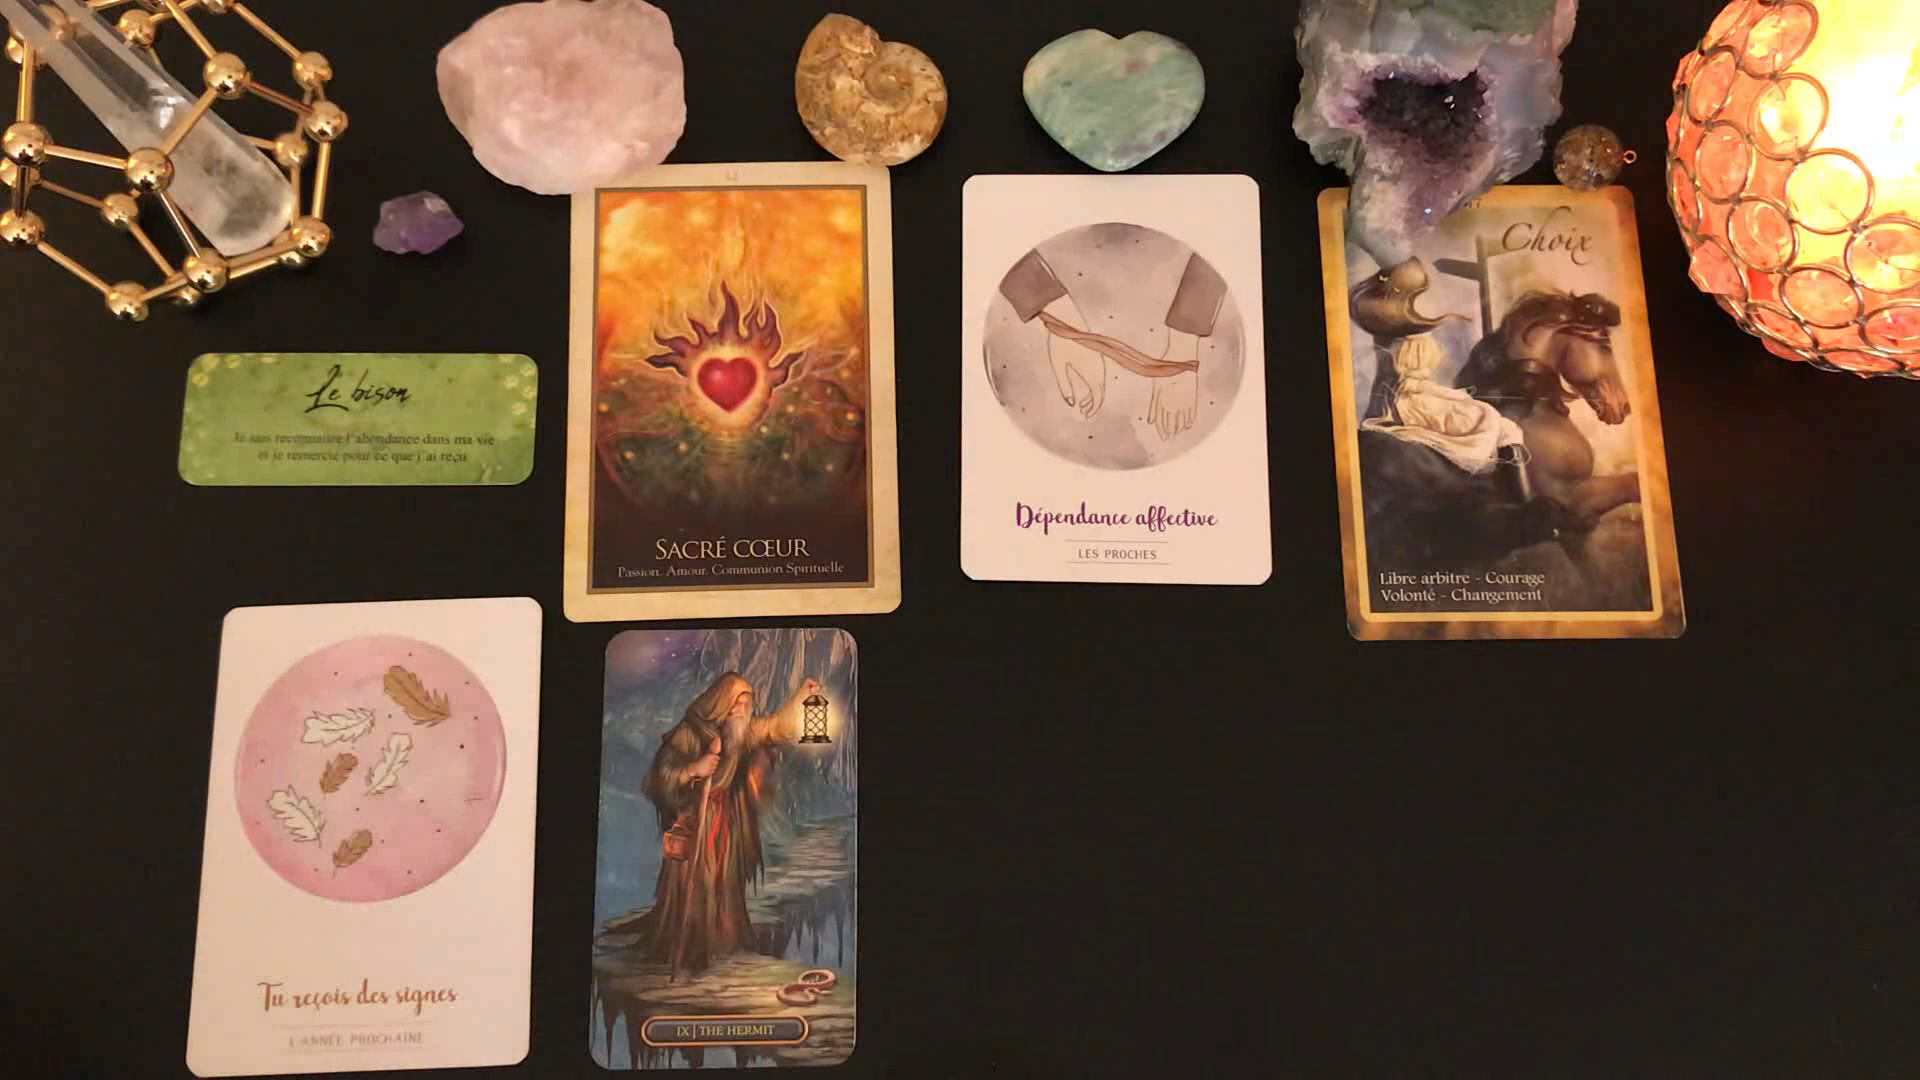 Choix
Le bison
Je sais reconnaître l'abondance dans ma vie
et je remercie pour ce que j'ai reçu
SACRÉ CŒUR
Passion. Amour. Communion Spirituelle
Dépendance affective
LES PROCHES
Libre arbitre - Courage
Volonté - Changement
Tu reçois des signes
L'ANNÉE PROCHAINE
IX | THE HERMIT